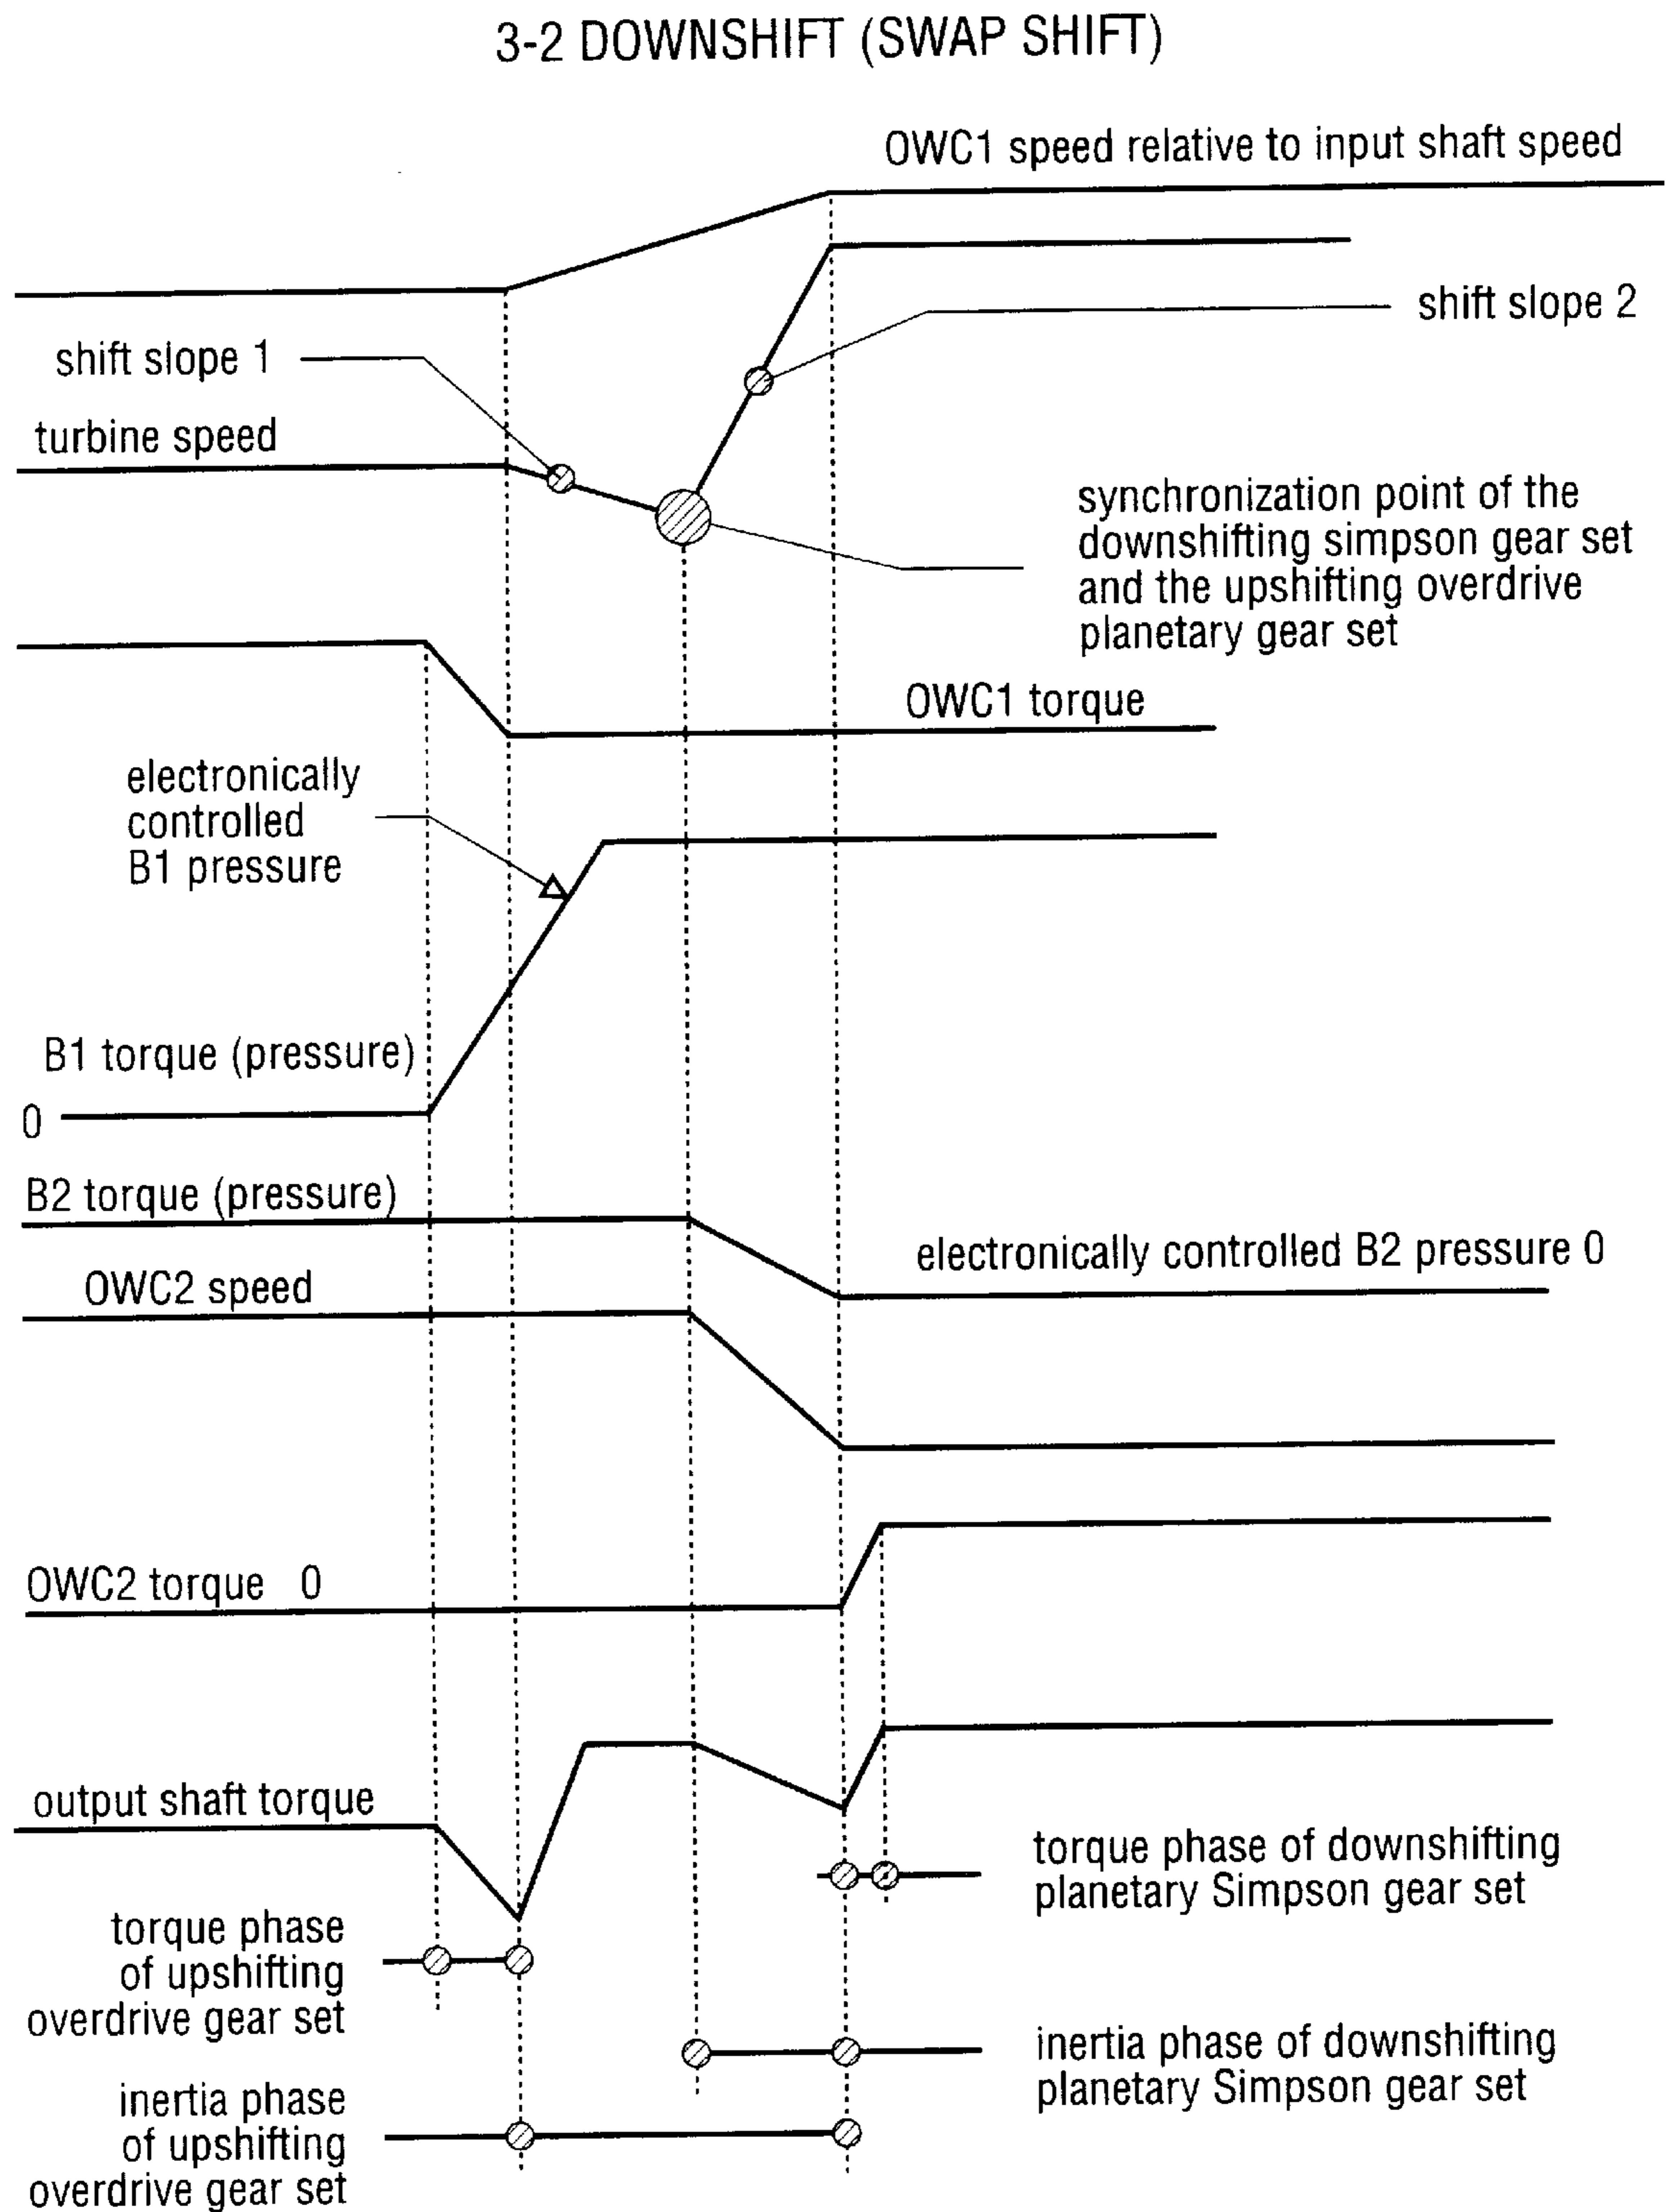 3-2 DOWNSHIFT (SWAP SHIFT)
OWC1 speed relative to input shaft speed
shift slope 2
shift slope 1
turbine speed
synchronization point of the
downshifting simpson gear set
and the upshifting overdrive
planetary gear set
OWC1 torque
electronically
controlled
B1 pressure
B1 torque (pressure)
0
B2 torque (pressure)
electronically controlled B2 pressure 0
OWC2 speed
OWC2 torque 0
output shaft torque
torque phase of downshifting
planetary Simpson gear set
torque phase
of upshifting
overdrive gear set
inertia phase of downshifting
planetary Simpson gear set
inertia phase
of upshifting
overdrive gear set